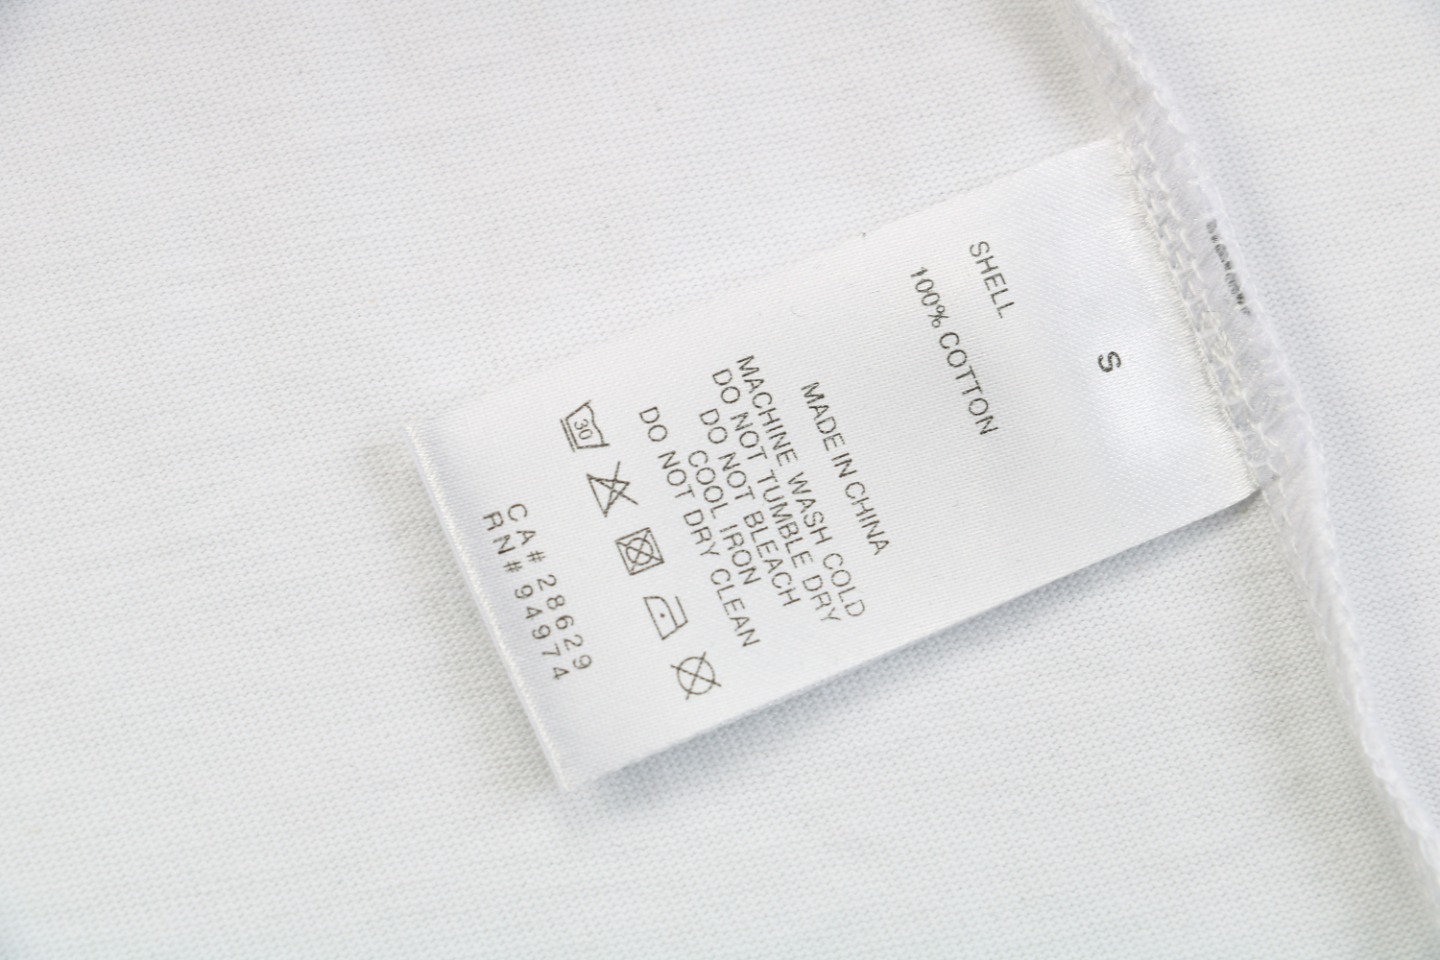 S
SHELL
100% COTTON
MADE IN CHINA
MACHINE WASH COLD
DO NOT TUMBLE DRY
DO NOT BLEACH
COOL IRON
DO NOT DRY CLEAN
30
CA# 28629
RN# 94974